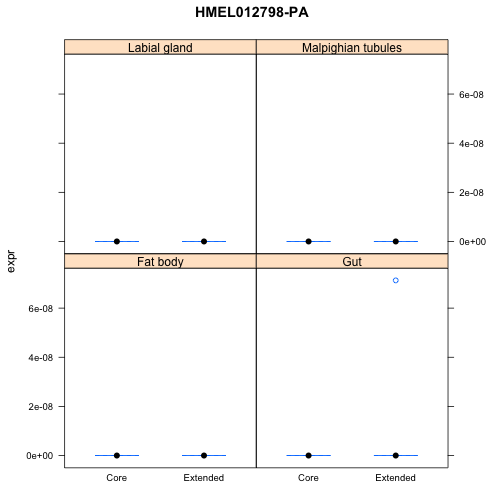 HMEL012798-PA
Labial gland
Malpighian tubules
6e-08
4e-08
2e-08
0e+00
expr
Fat body
Gut
6e-08
4e-08
2e-08
0e+00
Core
Extended
Core
Extended